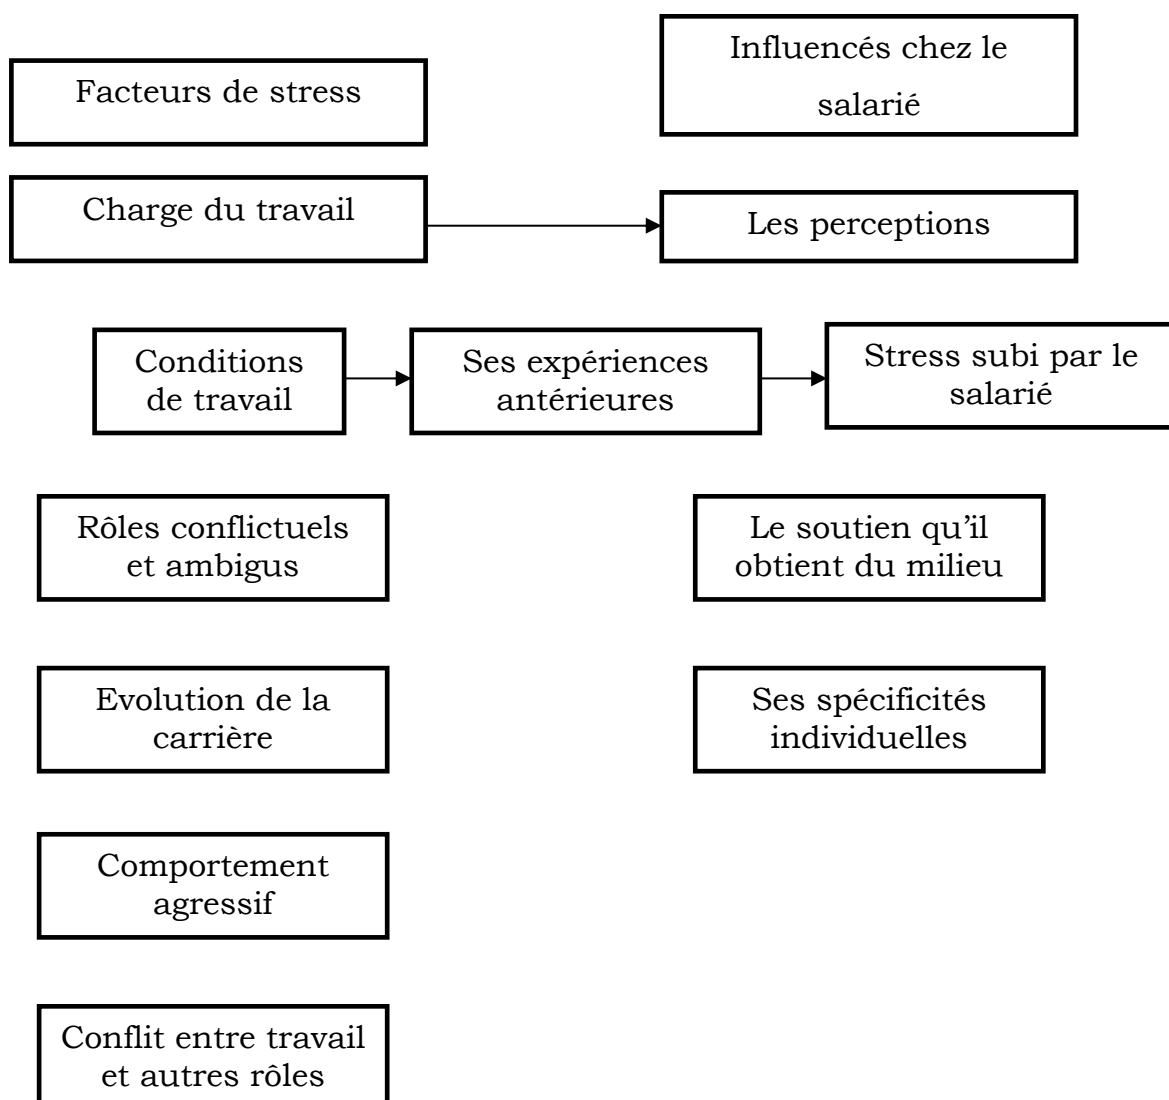 Facteurs de stress
Influencés chez le
salarié
Charge du travail
Les perceptions
Conditions
de travail
Ses expériences
antérieures
Stress subi par le
salarié
Rôles conflictuels
et ambigus
Le soutien qu’il
obtient du milieu
Evolution de la
carrière
Ses spécificités
individuelles
Comportement
agressif
Conflit entre travail
et autres rôles